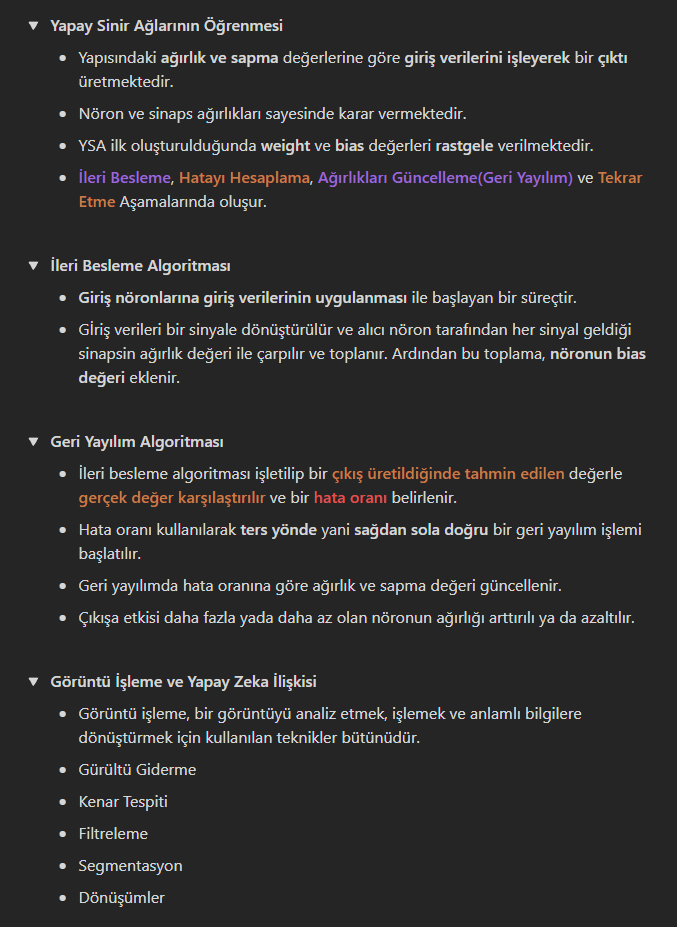 Yapay Sinir Ağlarının Öğrenmesi
Yapısındaki ağırlık ve sapma değerlerine göre giriş verilerini işleyerek bir çıktı
üretmektedir.
Nöron ve sinaps ağırlıkları sayesinde karar vermektedir.
YSA ilk oluşturulduğunda weight ve bias değerleri rastgele verilmektedir.
İleri Besleme, Hatayı Hesaplama, Ağırlıkları Güncelleme(Geri Yayılım) ve Tekrar
Etme Aşamalarında oluşur.
İleri Besleme Algoritması
Giriş nöronlarına giriş verilerinin uygulanması ile başlayan bir süreçtir.
Gİriş verileri bir sinyale dönüştürülür ve alıcı nöron tarafından her sinyal geldiği
sinapsin ağırlık değeri ile çarpılır ve toplanır. Ardından bu toplama, nöronun bias
değeri eklenir.
Geri Yayılım Algoritması
İleri besleme algoritması işletilip bir çıkış üretildiğinde tahmin edilen değerle
gerçek değer karşılaştırılır ve bir hata oranı belirlenir.
Hata oranı kullanılarak ters yönde yani sağdan sola doğru bir geri yayılım işlemi
başlatılır.
Geri yayılımda hata oranına göre ağırlık ve sapma değeri güncellenir.
Çıkışa etkisi daha fazla yada daha az olan nöronun ağırlığı arttırılı ya da azaltılır.
Görüntü İşleme ve Yapay Zeka İlişkisi
Görüntü işleme, bir görüntüyü analiz etmek, işlemek ve anlamlı bilgilere
dönüştürmek için kullanılan teknikler bütünüdür.
Gürültü Giderme
Kenar Tespiti
Filtreleme
Segmentasyon
Dönüşümler